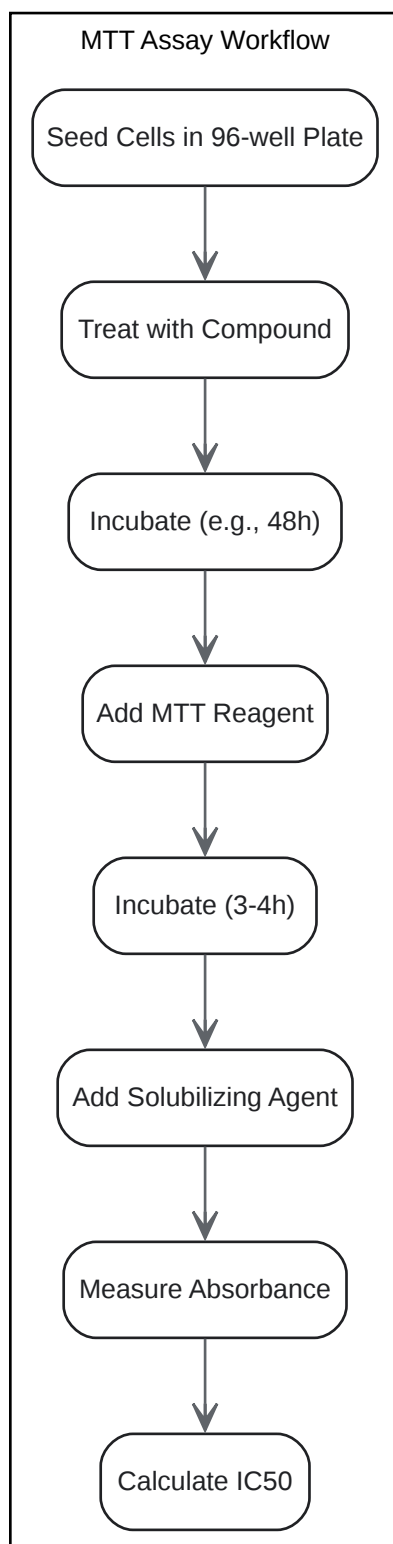 MTT Assay Workflow
Seed Cells in 96-well Plate
Treat with Compound
Incubate (e.g., 48h)
Add MTT Reagent
Incubate (3-4h)
Add Solubilizing Agent
Measure Absorbance
Calculate IC50